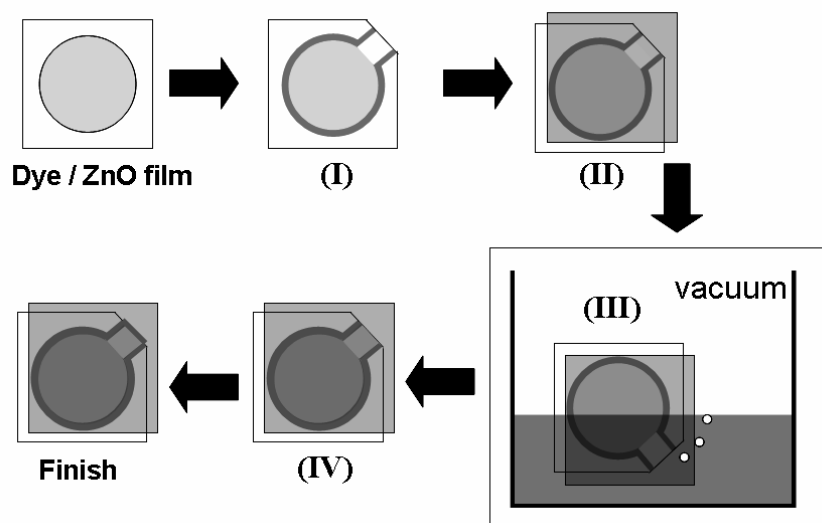 Dye / ZnO film
(I)
(II)
vacuum
(III)
(IV)
Finish